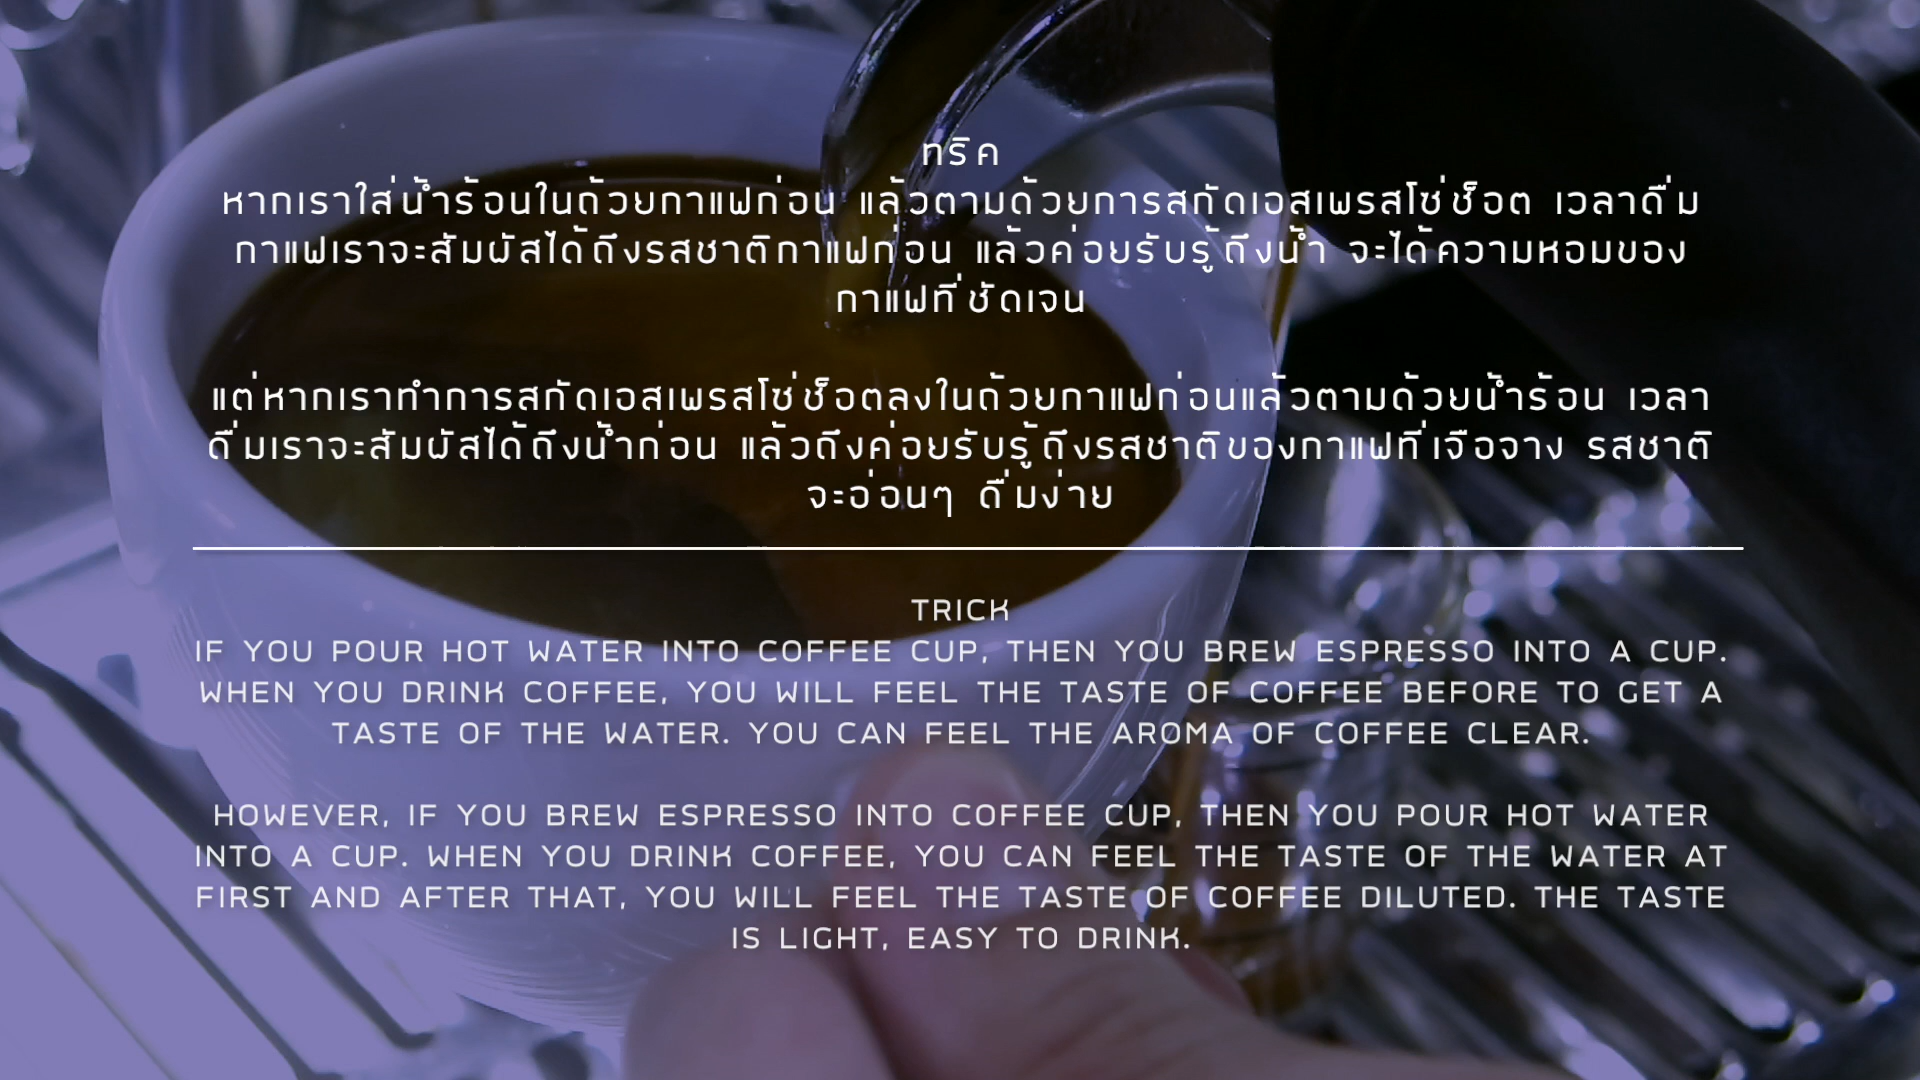 ทริค
หากเราใส่น้ำร้อนในถ้วยกาแฟก่อน แล้วตามด้วยการสกัดเอสเพรสโซ่ช็อต เวลาดื่ม
กาแฟเราจะสัมผัสได้ถึงรสชาติกาแฟก่อน แล้วค่อยรับรู้ถึงน้ำ จะได้ความหอมของ
กาแฟที่ชัดเจน
แต่หากเราทำการสกัดเอสเพรสโซ่ช็อตลงในถ้วยกาแฟก่อนแล้วตามด้วยน้ำร้อน เวลา
ดื่มเราจะสัมผัสได้ถึงน้ำก่อน แล้วถึงค่อยรับรู้ถึงรสชาติของกาแฟที่เจือจาง รสชาติ
จะอ่อนๆ ดื่มง่าย
TRICK
IF YOU POUR HOT WATER INTO COFFEE CUP, THEN YOU BREW ESPRESSO INTO A CUP.
WHEN YOU DRINK COFFEE, YOU WILL FEEL THE TASTE OF COFFEE BEFORE TO GET A
TASTE OF THE WATER. YOU CAN FEEL THE AROMA OF COFFEE CLEAR.
HOWEVER, IF YOU BREW ESPRESSO INTO COFFEE CUP, THEN YOU POUR HOT WATER
INTO A CUP. WHEN YOU DRINK COFFEE, YOU CAN FEEL THE TASTE OF THE WATER AT
FIRST AND AFTER THAT, YOU WILL FEEL THE TASTE OF COFFEE DILUTED. THE TASTE
IS LIGHT, EASY TO DRINK.